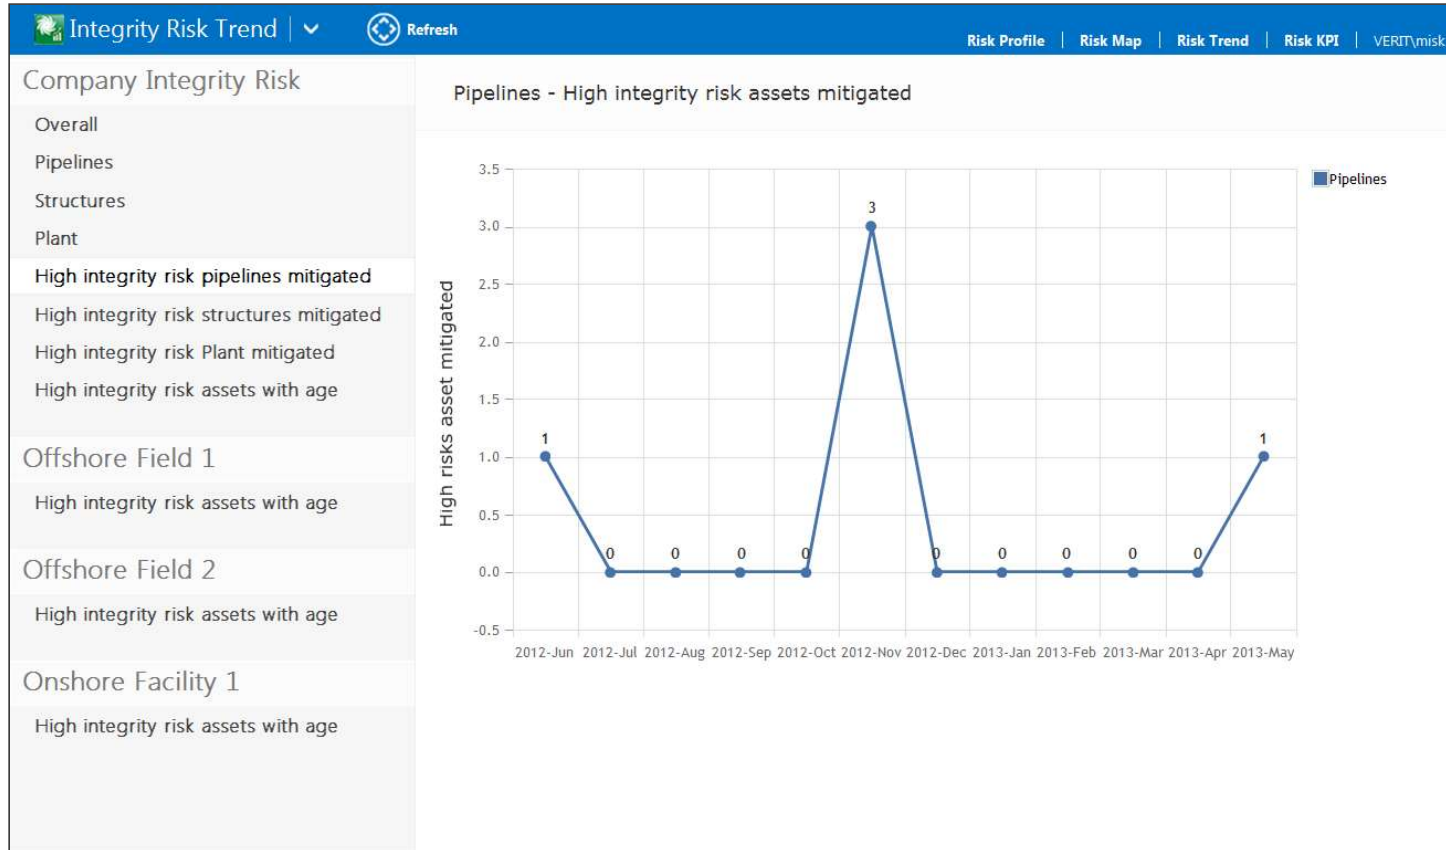 Integrity Risk Trend
Refresh
Risk Profile | Risk Map | Risk Trend | Risk KPI | VERIT\misk
Company Integrity Risk
Overall
Pipelines
Structures
Plant
High integrity risk pipelines mitigated
High integrity risk structures mitigated
High integrity risk Plant mitigated
High integrity risk assets with age
Offshore Field 1
High integrity risk assets with age
Offshore Field 2
High integrity risk assets with age
Onshore Facility 1
High integrity risk assets with age
Pipelines - High integrity risk assets mitigated
High risks asset mitigated
3.5
3.0
2.5
2.0
1.5
1.0
0.5
0.0
-0.5
1 0 0 0 0 3 0 0 0 0 0 1
2012-Jun 2012-Jul 2012-Aug 2012-Sep 2012-Oct 2012-Nov 2012-Dec 2013-Jan 2013-Feb 2013-Mar 2013-Apr 2013-May
Pipelines